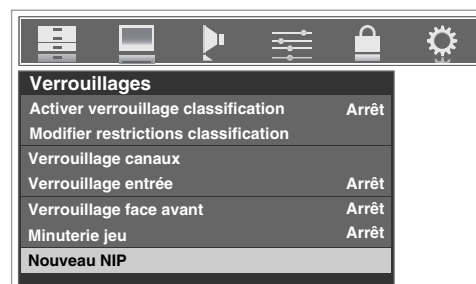 Verrouillages
Activer verrouillage classification Arrêt
Modifier restrictions classification
Verrouillage canaux
Verrouillage entrée Arrêt
Verrouillage face avant Arrêt
Minuterie jeu Arrêt
Nouveau NIP